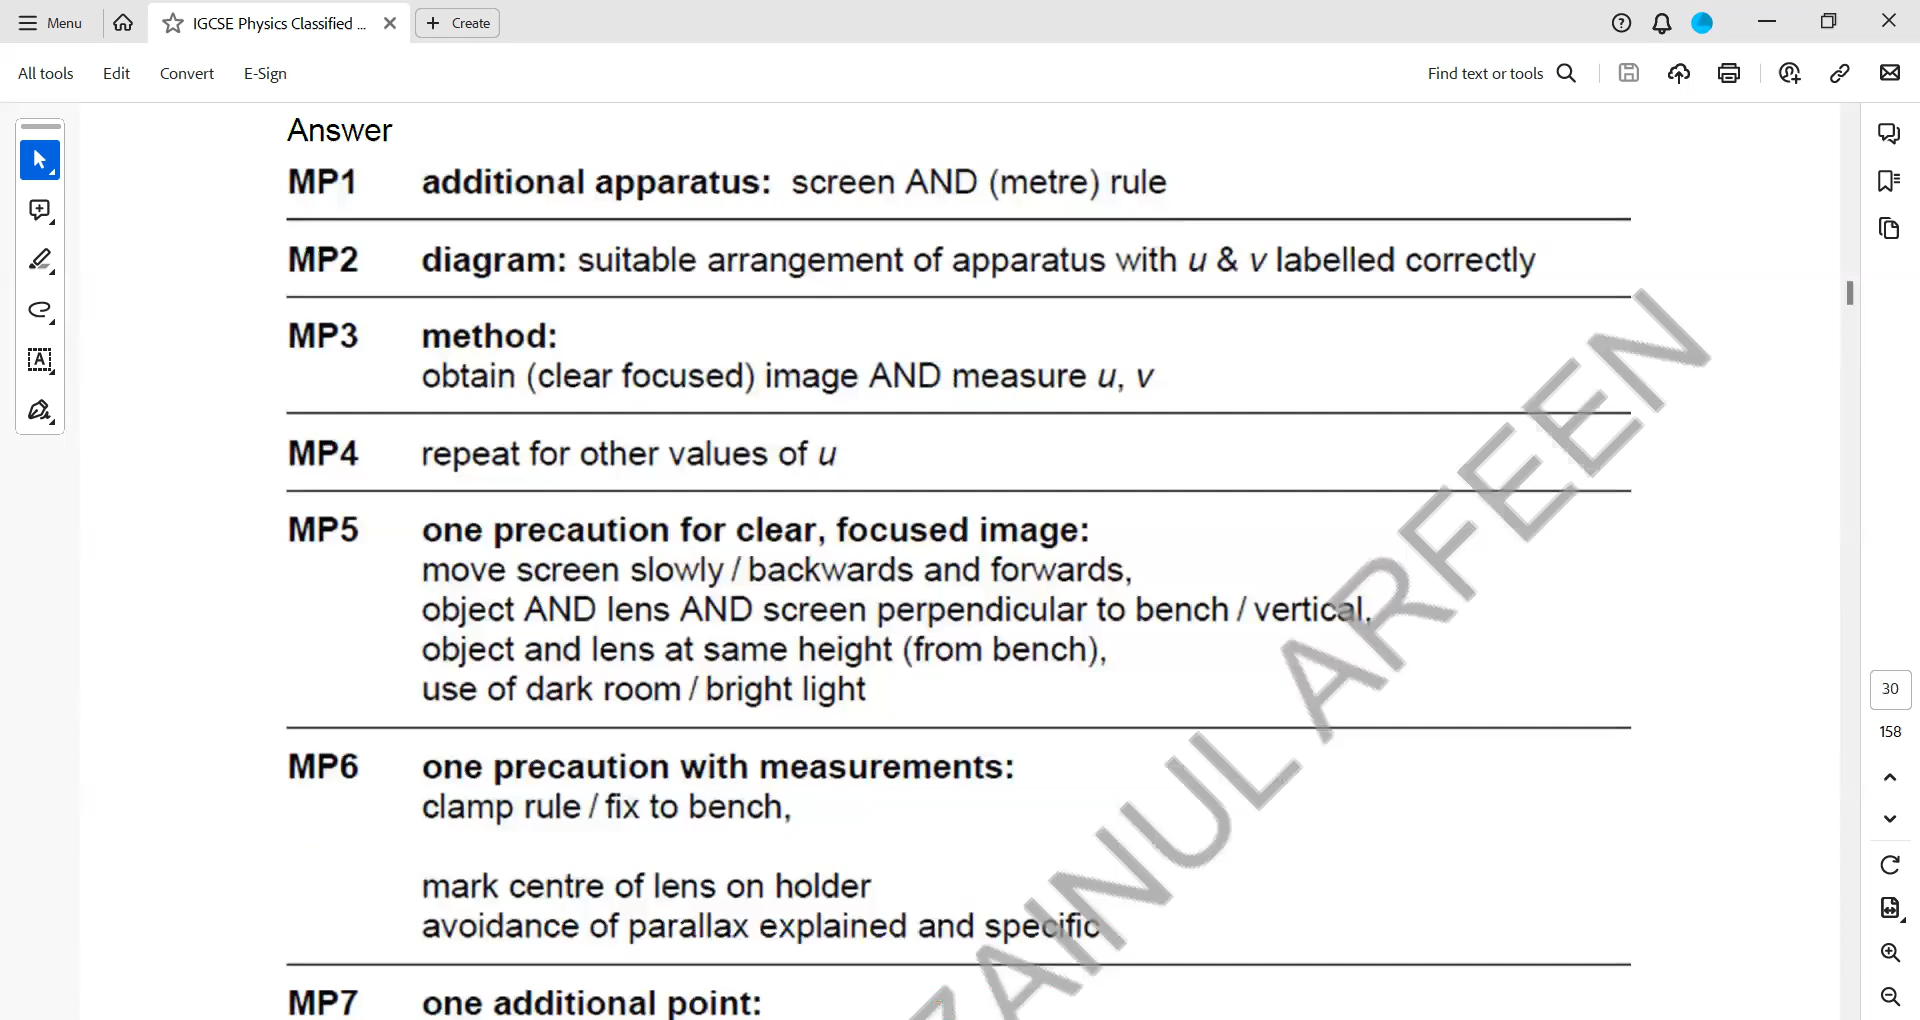 Menu
IGCSE Physics Classified ...
Create
All tools
Edit
Convert
E-Sign
Find text or tools
Answer
MP1 additional apparatus: screen AND (metre) rule
MP2 diagram: suitable arrangement of apparatus with u & v labelled correctly
MP3 method:
obtain (clear focused) image AND measure u, v
MP4 repeat for other values of u
MP5 one precaution for clear, focused image:
move screen slowly / backwards and forwards,
object AND lens AND screen perpendicular to bench / vertical,
object and lens at same height (from bench),
use of dark room / bright light
MP6 one precaution with measurements:
clamp rule / fix to bench,
mark centre of lens on holder
avoidance of parallax explained and specific
MP7 one additional point:
ZAINUL ARFEEN
30
158